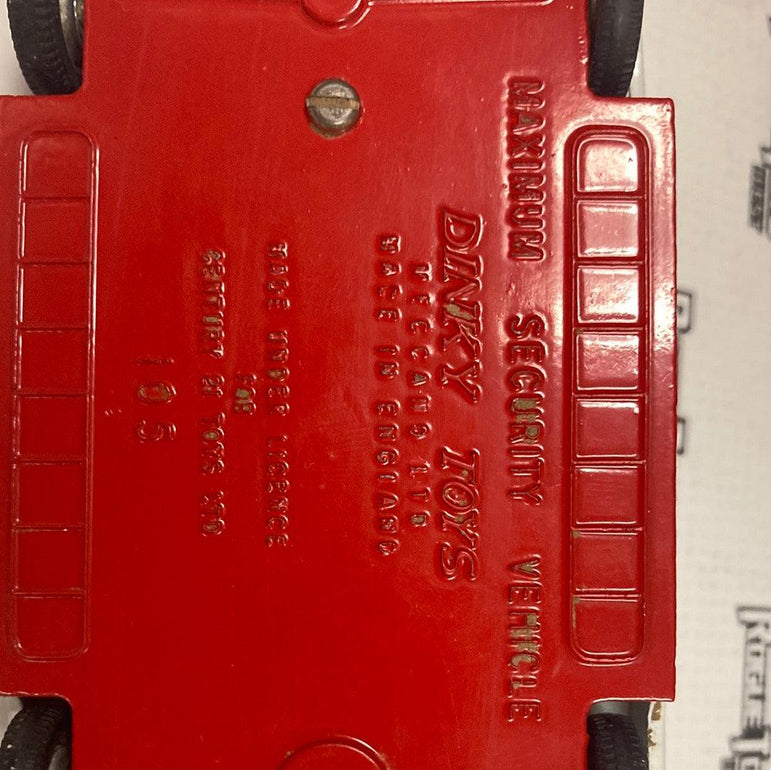 MAXIMUM SECURITY VEHICLE
DINKY TOYS
MECCANO LTD
MADE IN ENGLAND
MADE UNDER LICENCE
FOR
CENTURY 21 TOYS LTD
105